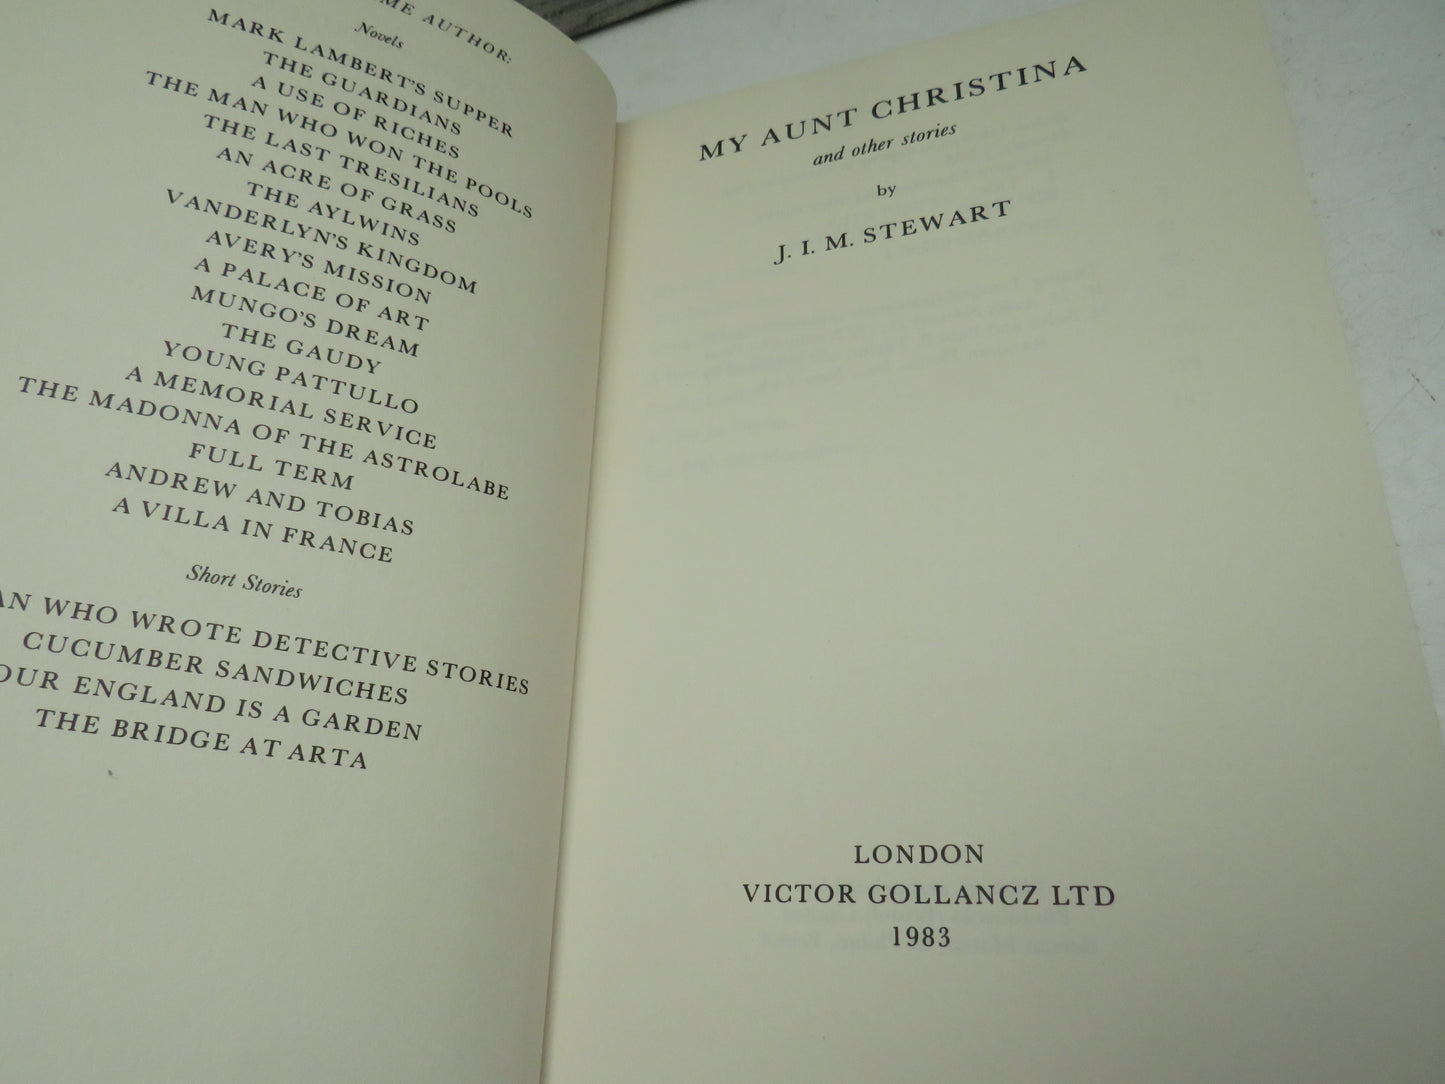 ME AUTHOR:
Novels
MARK LAMBERT'S SUPPER
THE GUARDIANS
A USE OF RICHES
THE MAN WHO WON THE POOLS
THE LAST TRESILIANS
AN ACRE OF GRASS
THE AYLWINS
VANDERLYN'S KINGDOM
AVERY'S MISSION
A PALACE OF ART
MUNGO'S DREAM
THE GAUDY
YOUNG PATTULLO
A MEMORIAL SERVICE
THE MADONNA OF THE ASTROLABE
FULL TERM
ANDREW AND TOBIAS
A VILLA IN FRANCE
Short Stories
AN WHO WROTE DETECTIVE STORIES
CUCUMBER SANDWICHES
OUR ENGLAND IS A GARDEN
THE BRIDGE AT ARTA
MY AUNT CHRISTINA
and other stories
by
J. I. M. STEWART
LONDON
VICTOR GOLLANCZ LTD
1983